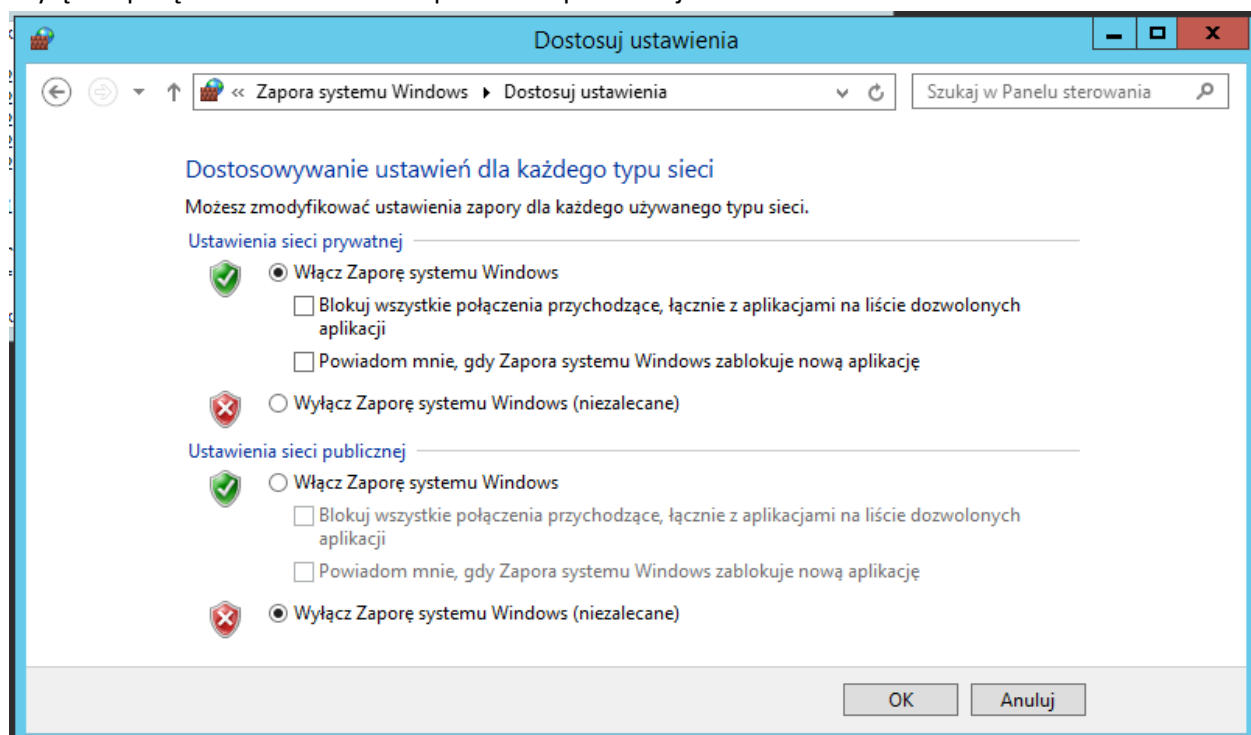 Dostosuj ustawienia
« Zapora systemu Windows ▸ Dostosuj ustawienia
Szukaj w Panelu sterowania
Dostosowywanie ustawień dla każdego typu sieci
Możesz zmodyfikować ustawienia zapory dla każdego używanego typu sieci.
Ustawienia sieci prywatnej
Włącz Zaporę systemu Windows
Blokuj wszystkie połączenia przychodzące, łącznie z aplikacjami na liście dozwolonych
aplikacji
Powiadom mnie, gdy Zapora systemu Windows zablokuje nową aplikację
Wyłącz Zaporę systemu Windows (niezalecane)
Ustawienia sieci publicznej
Włącz Zaporę systemu Windows
Blokuj wszystkie połączenia przychodzące, łącznie z aplikacjami na liście dozwolonych
aplikacji
Powiadom mnie, gdy Zapora systemu Windows zablokuje nową aplikację
Wyłącz Zaporę systemu Windows (niezalecane)
OK
Anuluj